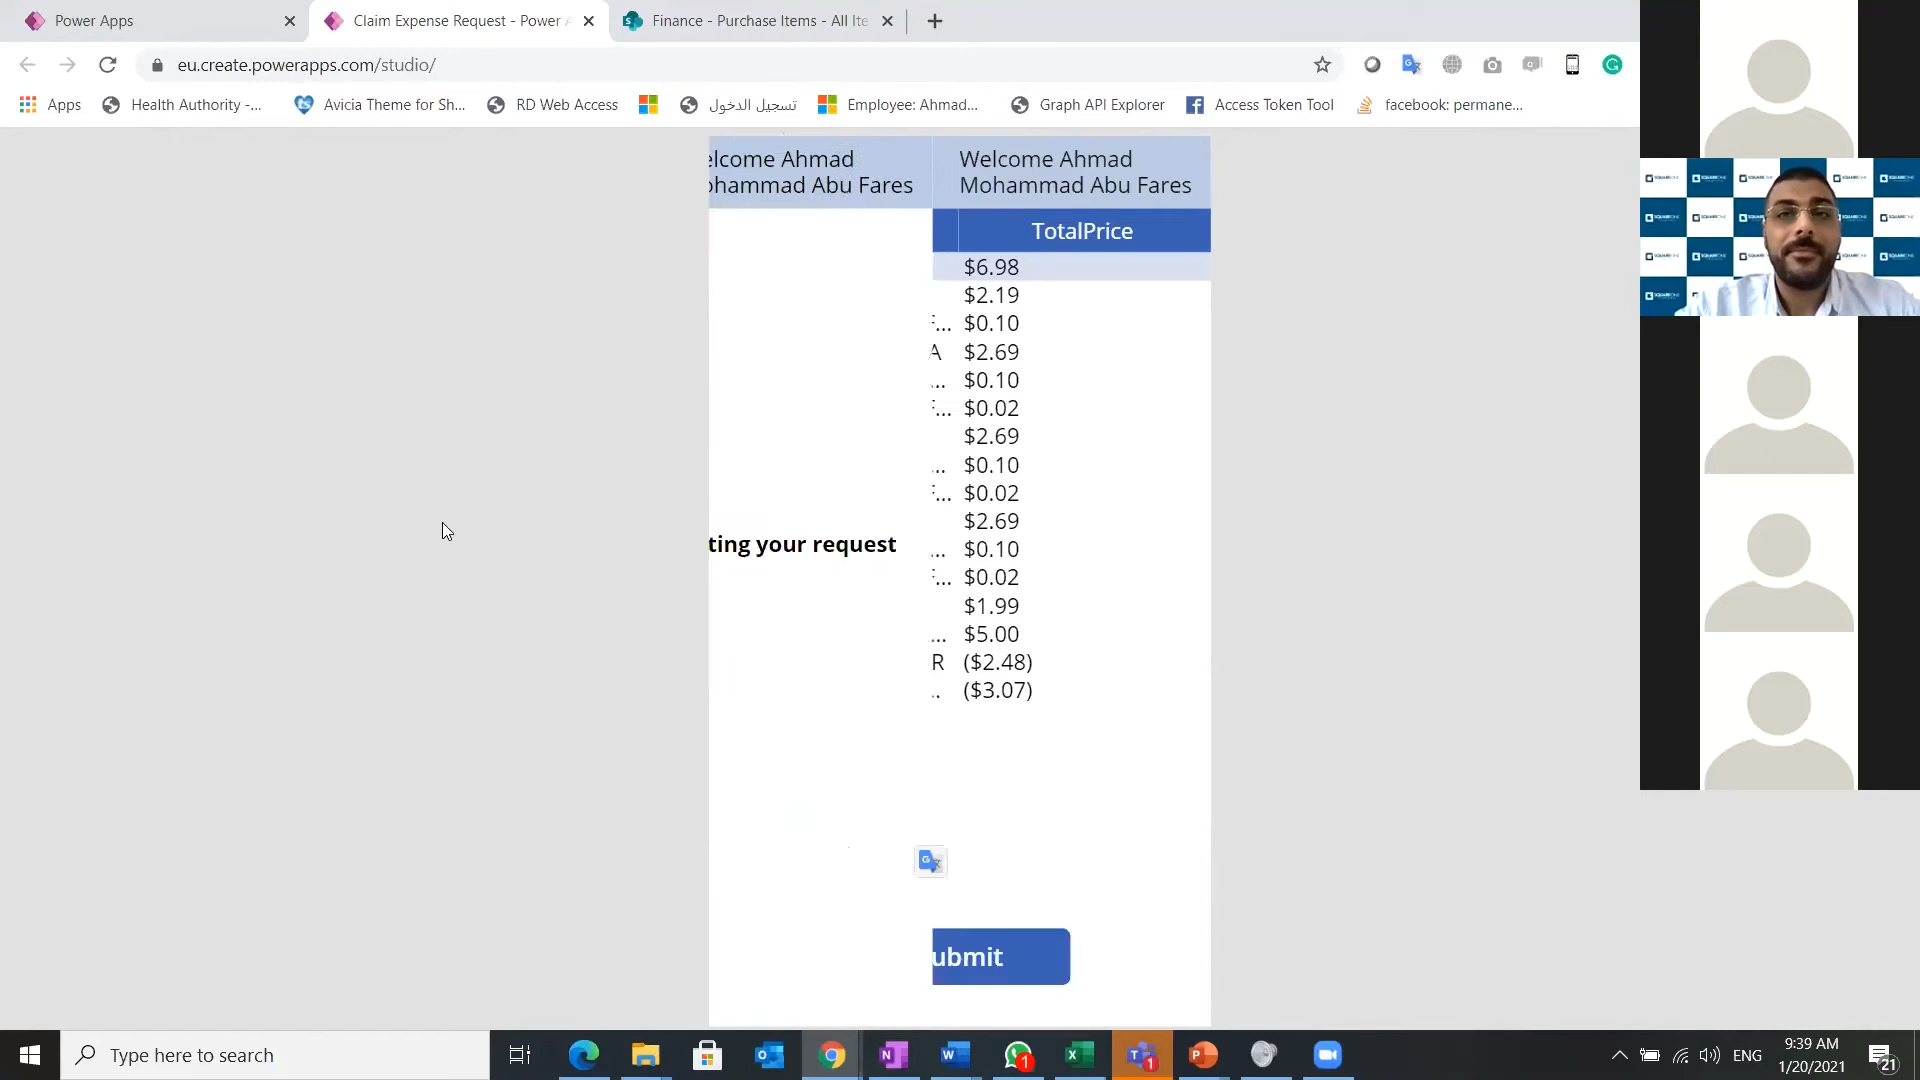 Power Apps
Claim Expense Request - Power A
Finance - Purchase Items - All Ite
eu.create.powerapps.com/studio/
Apps
Health Authority -...
Avicia Theme for Sh...
RD Web Access
تسجيل الدخول
Employee: Ahmad...
Graph API Explorer
Access Token Tool
facebook: permane...
elcome Ahmad
ohammad Abu Fares
Welcome Ahmad
Mohammad Abu Fares
TotalPrice
$6.98
$2.19
F... $0.10
A $2.69
... $0.10
F... $0.02
$2.69
... $0.10
F... $0.02
$2.69
... $0.10
F... $0.02
$1.99
... $5.00
R ($2.48)
.. ($3.07)
ting your request
ubmit
Type here to search
1
1
ENG
9:39 AM
1/20/2021
21